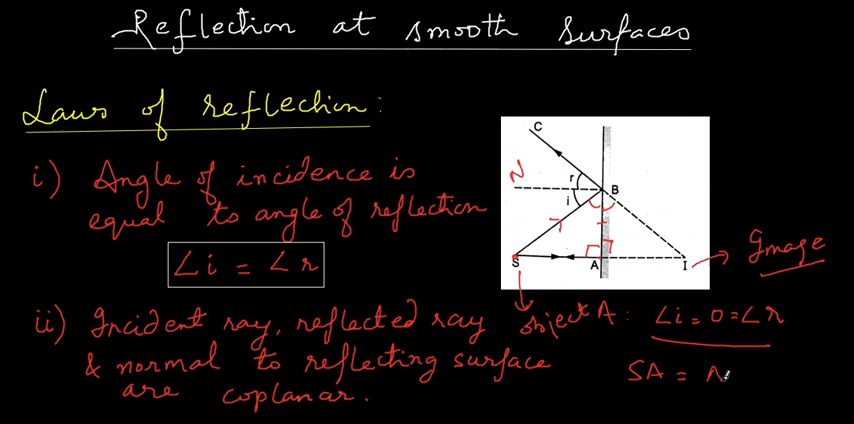 Reflection at smooth surfaces
Laws of reflection:
i) Angle of incidence is
equal to angle of reflection
∠i = ∠r
ii) Incident ray, reflected ray
& normal to reflecting surface
are coplanar.
C
N
r
i
B
S
A
I
Image
object
A: ∠i = 0 = ∠r
SA =